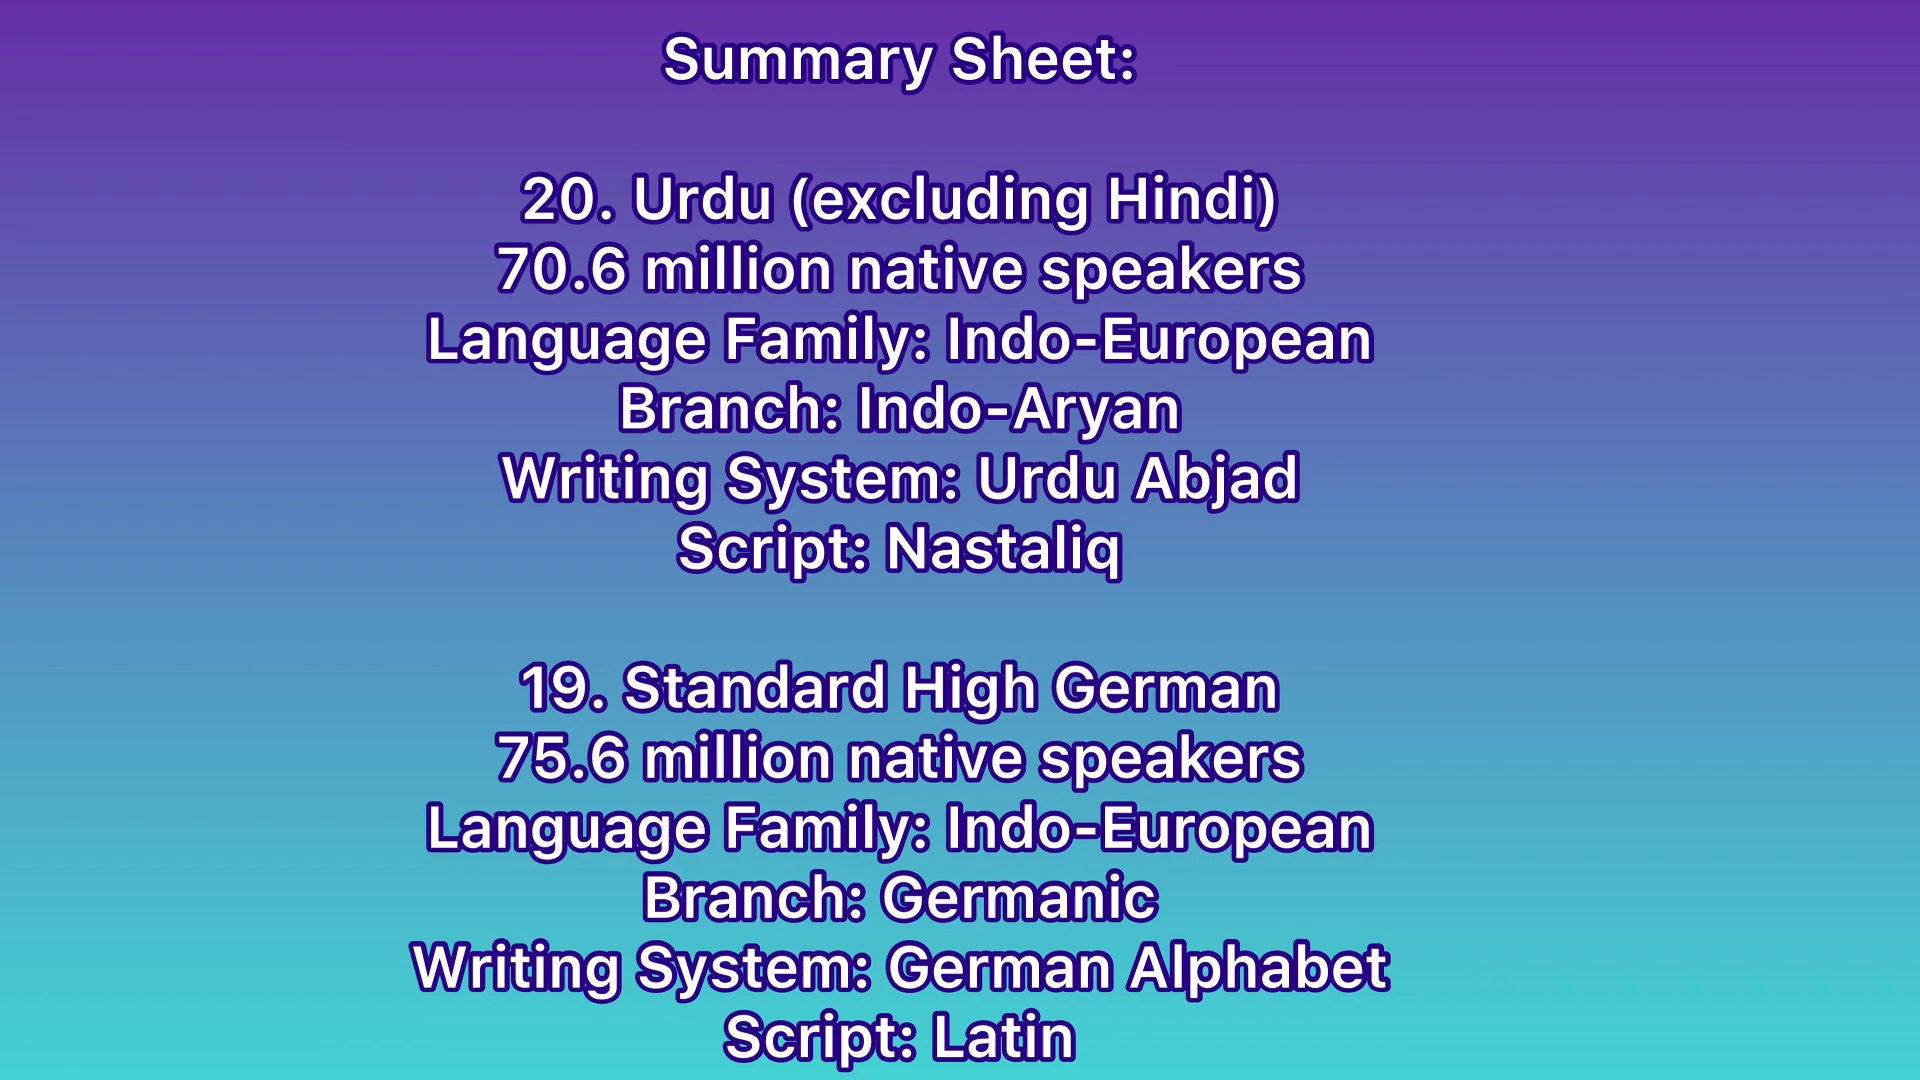 Summary Sheet:
20. Urdu (excluding Hindi)
70.6 million native speakers
Language Family: Indo-European
Branch: Indo-Aryan
Writing System: Urdu Abjad
Script: Nastaliq
19. Standard High German
75.6 million native speakers
Language Family: Indo-European
Branch: Germanic
Writing System: German Alphabet
Script: Latin